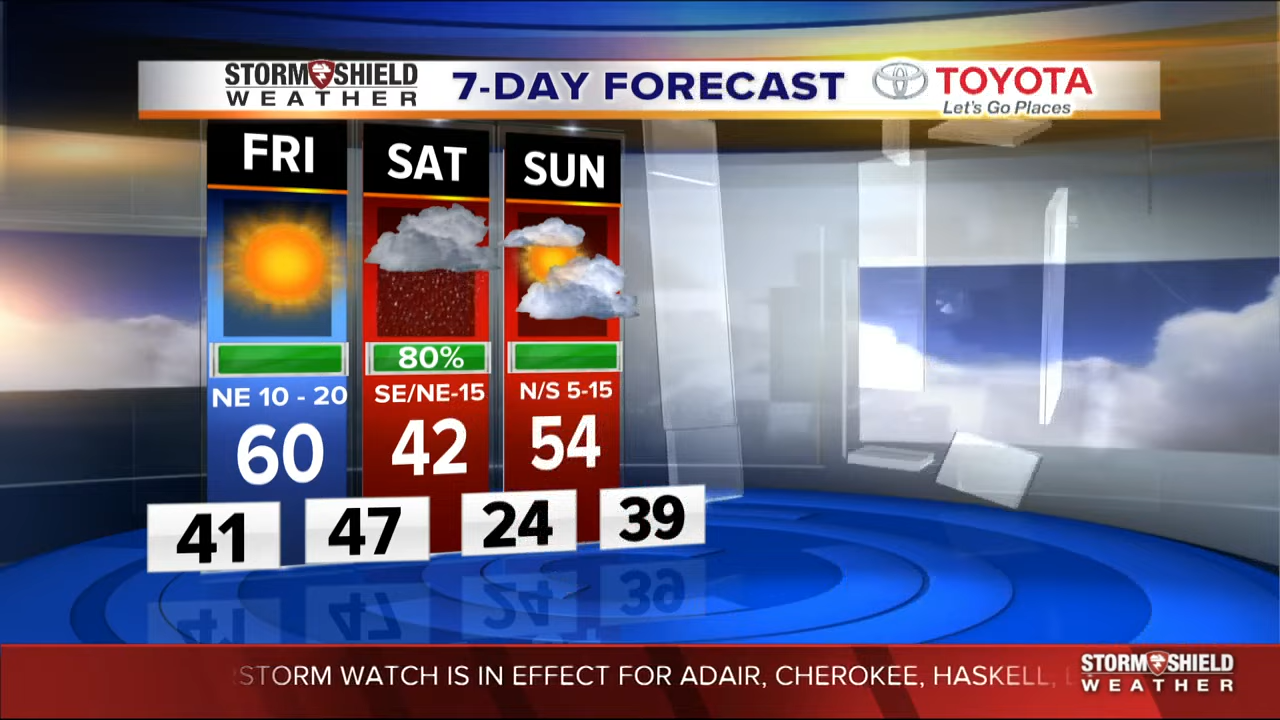 STORM SHIELD
WEATHER
7-DAY FORECAST
TOYOTA
Let's Go Places
FRI
SAT
SUN
80%
NE 10 - 20
SE/NE-15
N/S 5-15
60
42
54
41
47
24
39
STORM WATCH IS IN EFFECT FOR ADAIR, CHEROKEE, HASKELL,
STORM SHIELD
WEATHER